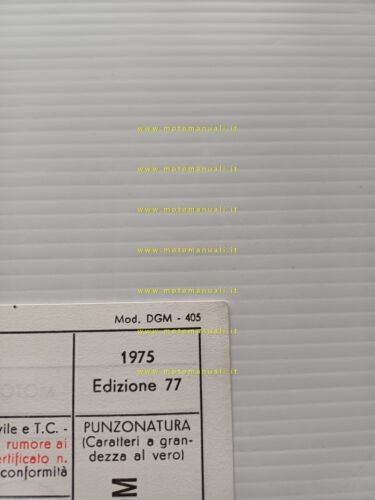 www.motomanuali.it
www.motomanuali.it
www.motomanuali.it
www.motomanuali.it
www.motomanuali.it
Mod. DGM - 405
www.motomanuali.it
1975
www.motomanuali.it
Edizione 77
vile e T.C. -
rumore ai
ertificato n.
conformità
PUNZONATURA
(Caratteri a gran-
dezza al vero)
M